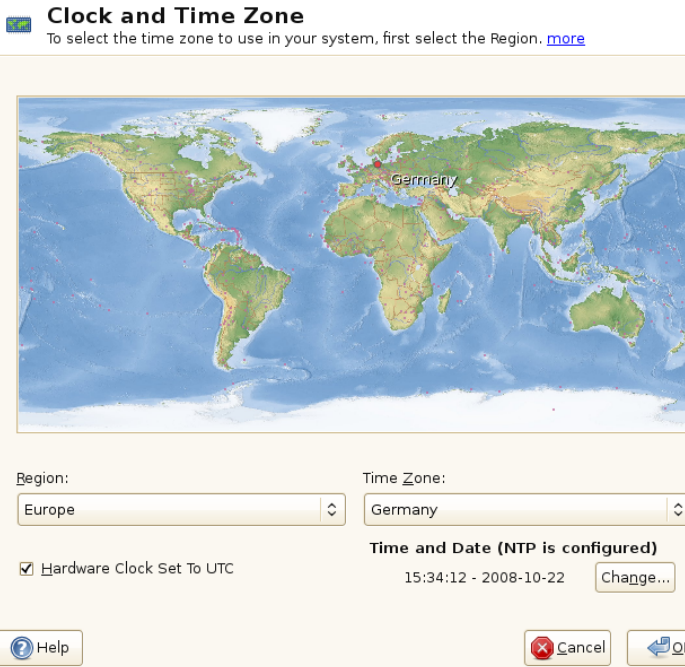 Clock and Time Zone
To select the time zone to use in your system, first select the Region. more
Germany
Region:
Time Zone:
Europe
Germany
Time and Date (NTP is configured)
Hardware Clock Set To UTC
15:34:12 - 2008-10-22
Change...
Help
Cancel